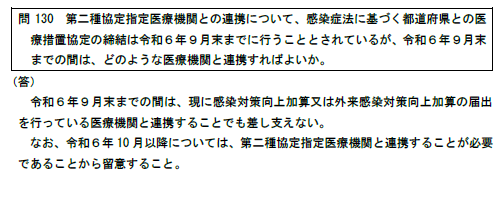 問 130 第二種協定指定医療機関との連携について、感染症法に基づく都道府県との医
療措置協定の締結は令和６年９月末までに行うこととされているが、令和６年９月末
までの間は、どのような医療機関と連携すればよいか。
（答）
令和６年９月末までの間は、現に感染対策向上加算又は外来感染対策向上加算の届出
を行っている医療機関と連携することでも差し支えない。
なお、令和６年 10 月以降については、第二種協定指定医療機関と連携することが必要
であることから留意すること。